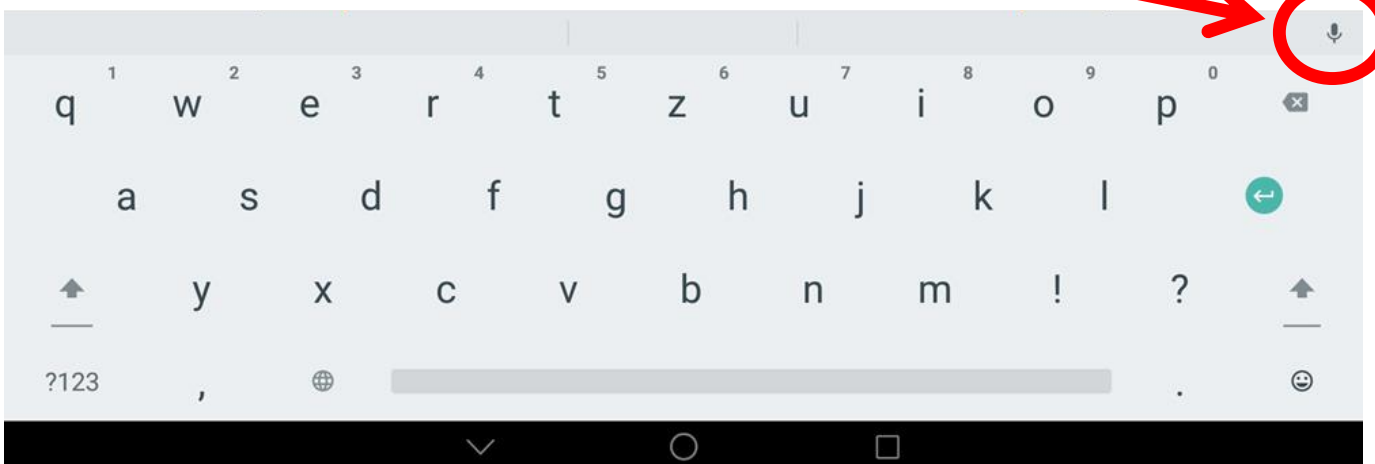 1 2 3 4 5 6 7 8 9 0
q w e r t z u i o p
a s d f g h j k l
y x c v b n m ! ?
?123 , .